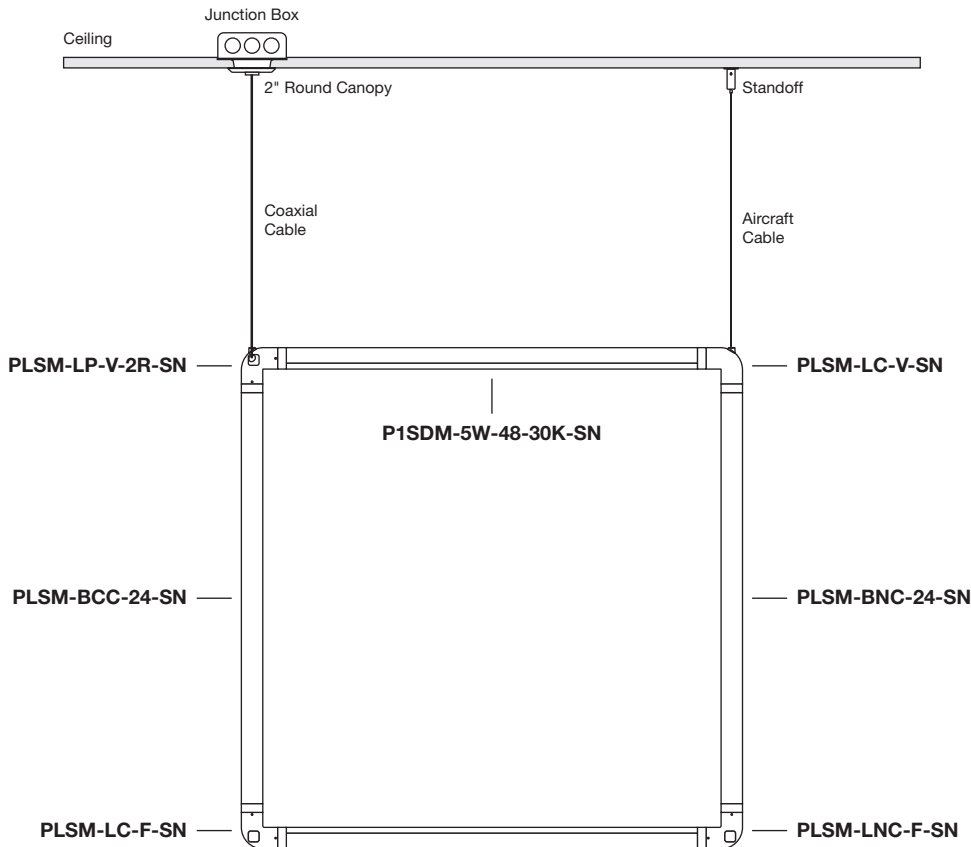 Junction Box
Ceiling
2" Round Canopy
Standoff
Coaxial
Cable
Aircraft
Cable
PLSM-LP-V-2R-SN
PLSM-LC-V-SN
P1SDM-5W-48-30K-SN
PLSM-BCC-24-SN
PLSM-BNC-24-SN
PLSM-LC-F-SN
PLSM-LNC-F-SN